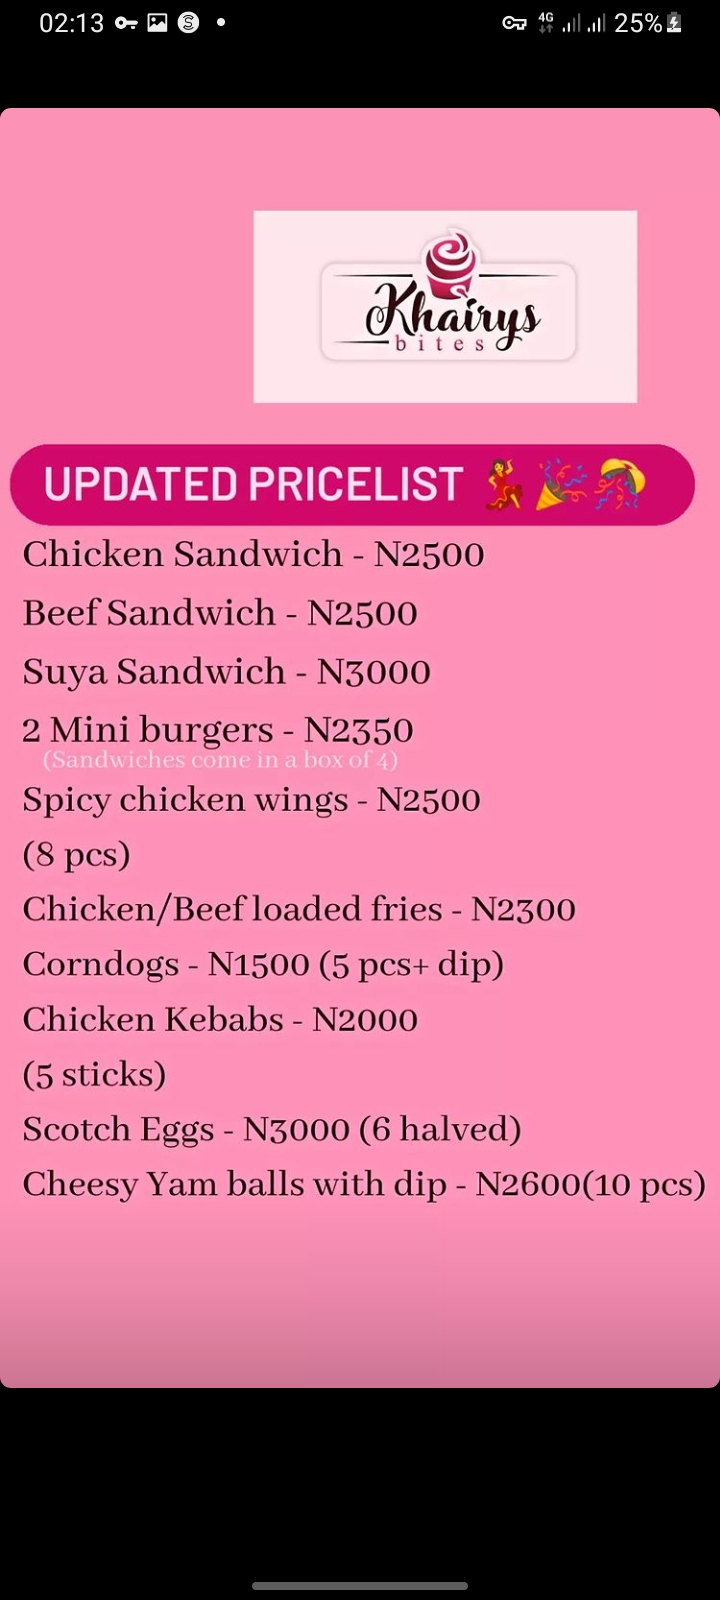 02:13
4G
25%
Khairys
bites
UPDATED PRICELIST 💃🎉🎊
Chicken Sandwich - N2500
Beef Sandwich - N2500
Suya Sandwich - N3000
2 Mini burgers - N2350
(Sandwiches come in a box of 4)
Spicy chicken wings - N2500
(8 pcs)
Chicken/Beef loaded fries - N2300
Corndogs - N1500 (5 pcs+ dip)
Chicken Kebabs - N2000
(5 sticks)
Scotch Eggs - N3000 (6 halved)
Cheesy Yam balls with dip - N2600(10 pcs)